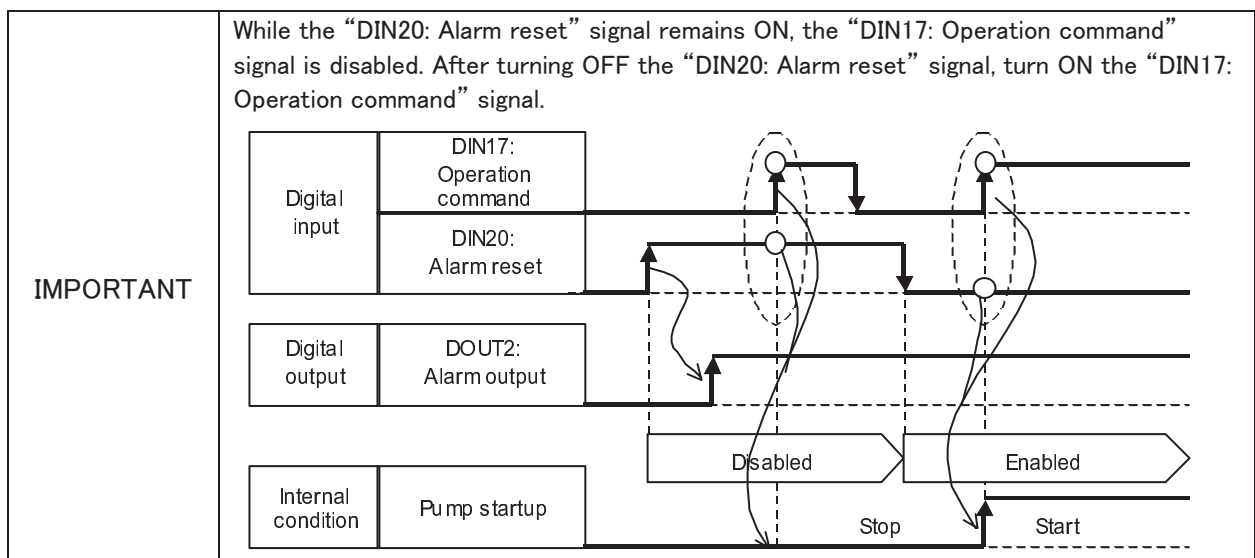 IMPORTANT
While the “DIN20: Alarm reset” signal remains ON, the “DIN17: Operation command”
signal is disabled. After turning OFF the “DIN20: Alarm reset” signal, turn ON the “DIN17:
Operation command” signal.
Digital
input
DIN17:
Operation
command
DIN20:
Alarm reset
Digital
output
DOUT2:
Alarm output
Disabled
Enabled
Internal
condition
Pump startup
Stop
Start